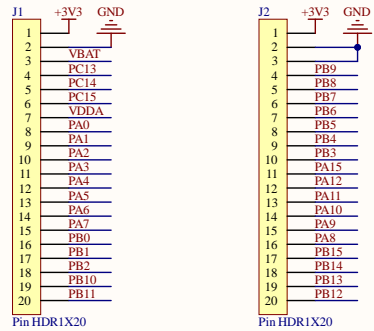 J1 +3V3 GND
1
2
3 VBAT
4 PC13
5 PC14
6 PC15
7 VDDA
8 PA0
9 PA1
10 PA2
11 PA3
12 PA4
13 PA5
14 PA6
15 PA7
16 PB0
17 PB1
18 PB2
19 PB10
20 PB11
Pin HDR1X20
J2 +3V3 GND
1
2
3
4 PB9
5 PB8
6 PB7
7 PB6
8 PB5
9 PB4
10 PB3
11 PA15
12 PA12
13 PA11
14 PA10
15 PA9
16 PA8
17 PB15
18 PB14
19 PB13
20 PB12
Pin HDR1X20